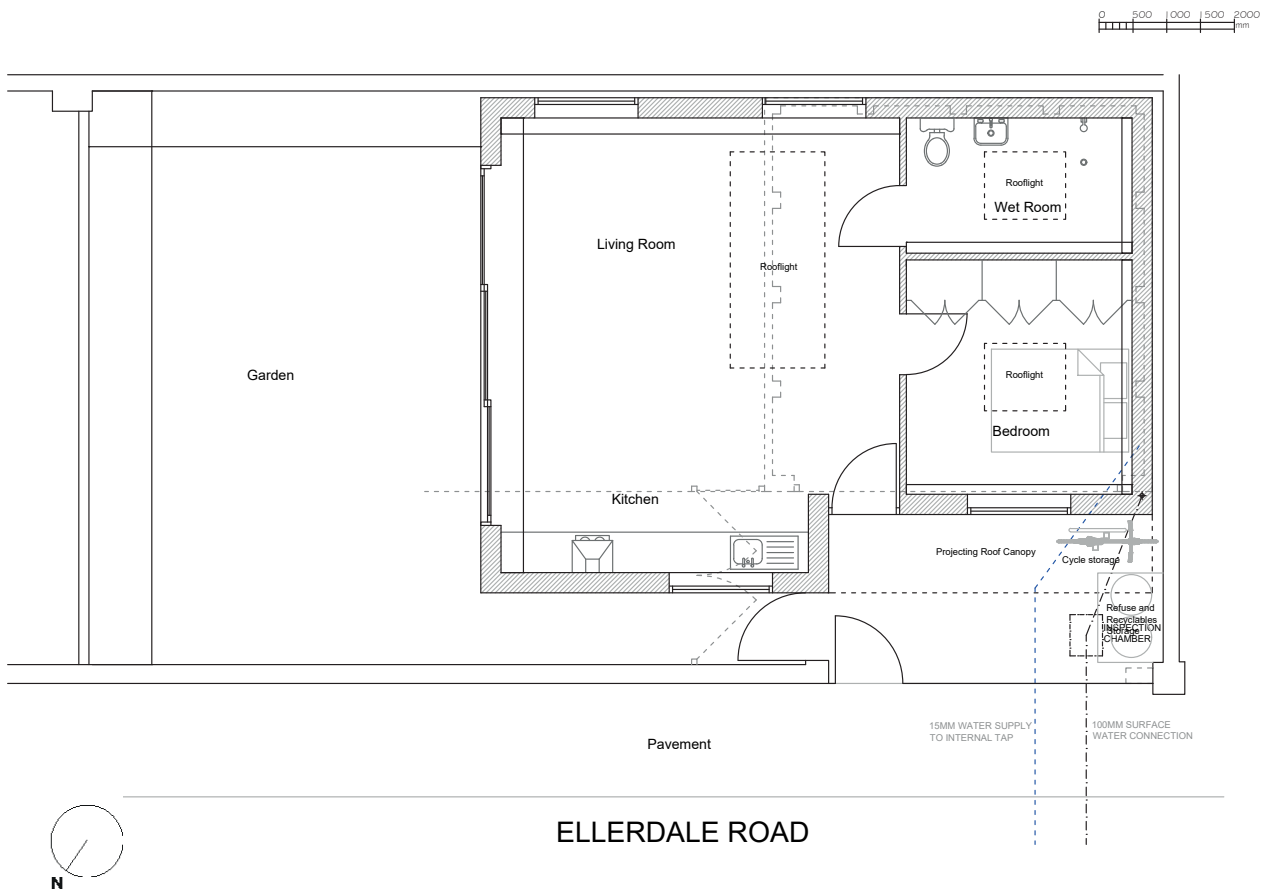 0 500 1000 1500 2000
mm
Rooflight
Wet Room
Living Room
Rooflight
Garden
Rooflight
Bedroom
Kitchen
Projecting Roof Canopy
Cycle storage
Refuse and
Recyclables
Storage
INSPECTION
CHAMBER
15MM WATER SUPPLY
TO INTERNAL TAP
100MM SURFACE
WATER CONNECTION
Pavement
ELLERDALE ROAD
N